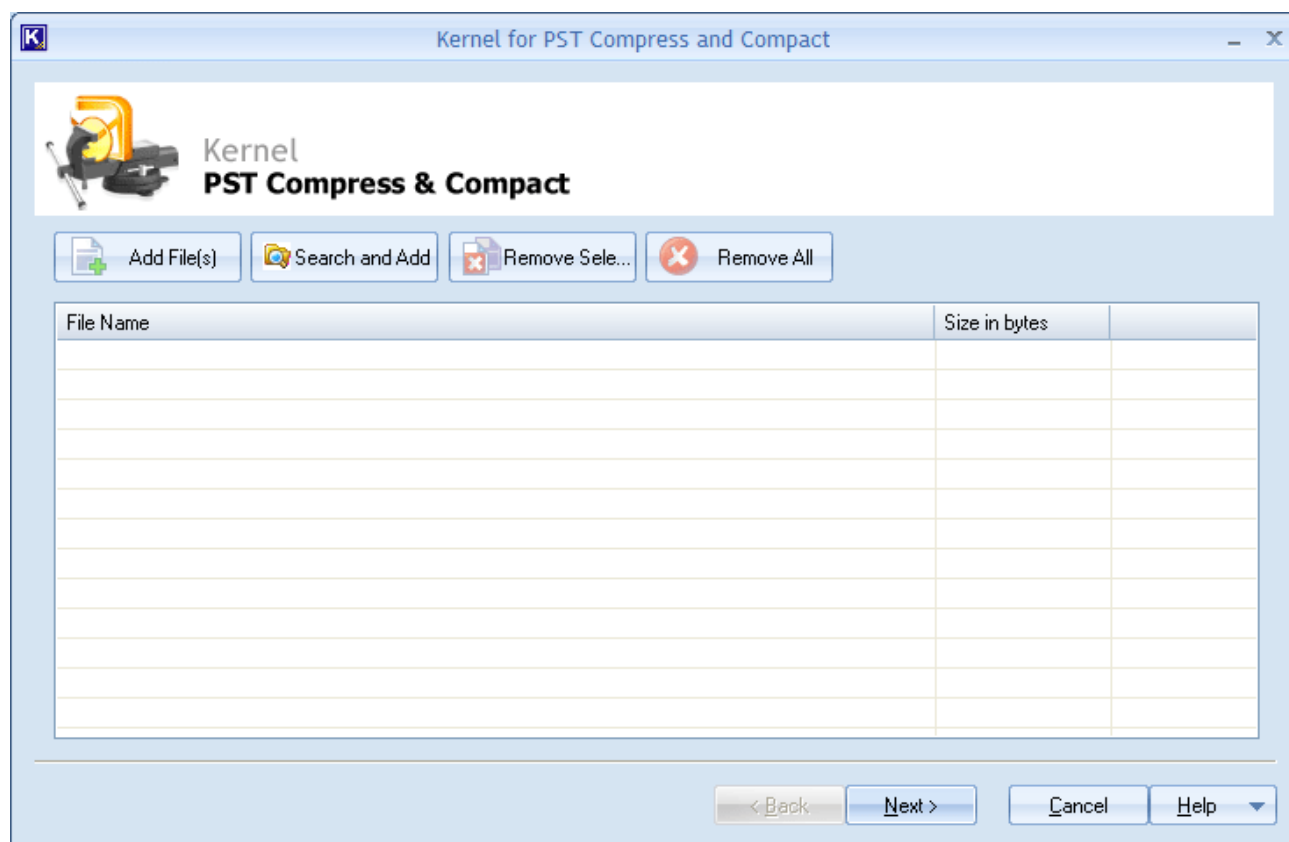 Kernel for PST Compress and Compact
Kernel
PST Compress & Compact
Add File(s) Search and Add Remove Sele... Remove All
File Name Size in bytes
< Back Next > Cancel Help